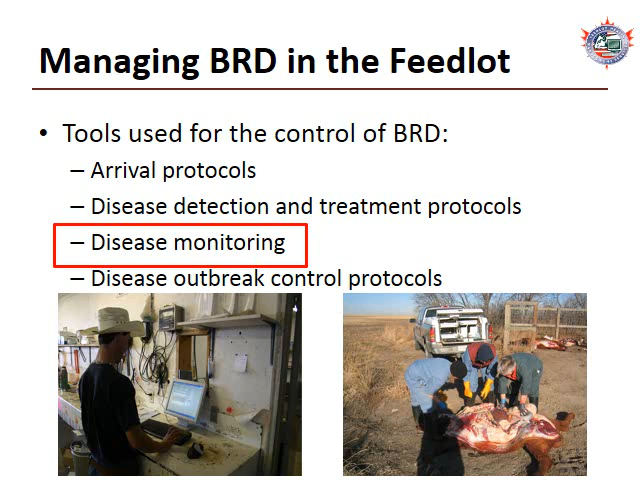 Managing BRD in the Feedlot
• Tools used for the control of BRD:
– Arrival protocols
– Disease detection and treatment protocols
– Disease monitoring
– Disease outbreak control protocols